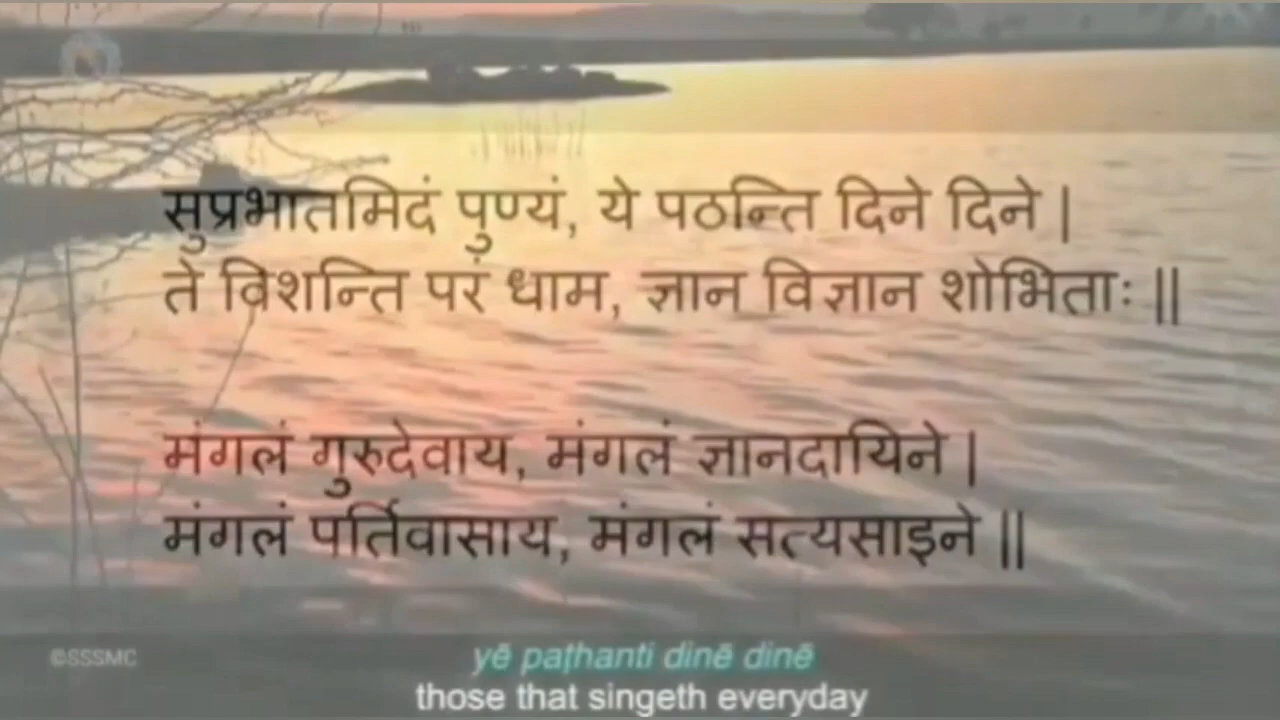 सुप्रभातमिदं पुण्यं, ये पठन्ति दिने दिने |
ते विशन्ति परं धाम, ज्ञान विज्ञान शोभिताः ||
मंगलं गुरुदेवाय, मंगलं ज्ञानदायिने |
मंगलं पर्तिवासाय, मंगलं सत्यसाइने ||
©SSSMC
yē paṭhanti dinē dinē
those that singeth everyday